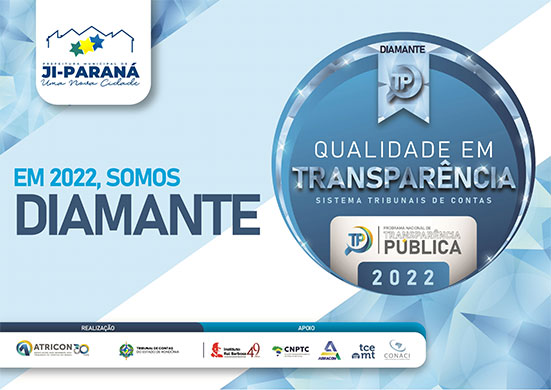 PREFEITURA MUNICIPAL DE
JI-PARANÁ
Uma Nova Cidade
EM 2022, SOMOS
DIAMANTE
DIAMANTE
TP
QUALIDADE EM
TRANSPARÊNCIA
SISTEMA TRIBUNAIS DE CONTAS
TP
PROGRAMA NACIONAL DE
TRANSPARÊNCIA
PÚBLICA
2022
REALIZAÇÃO
APOIO
ATRICON
TRIBUNAL DE CONTAS
DO ESTADO DE RONDÔNIA
Instituto
Rui Barbosa
49
CNPTC
tce
mt
CONACI